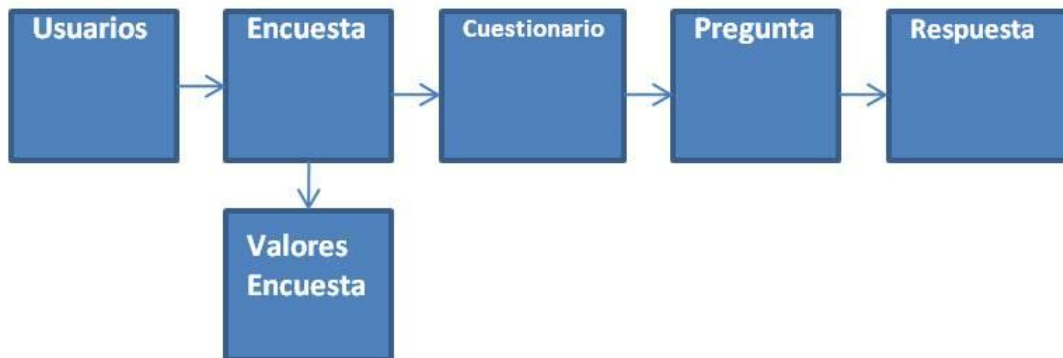 Usuarios
Encuesta
Cuestionario
Pregunta
Respuesta
Valores
Encuesta